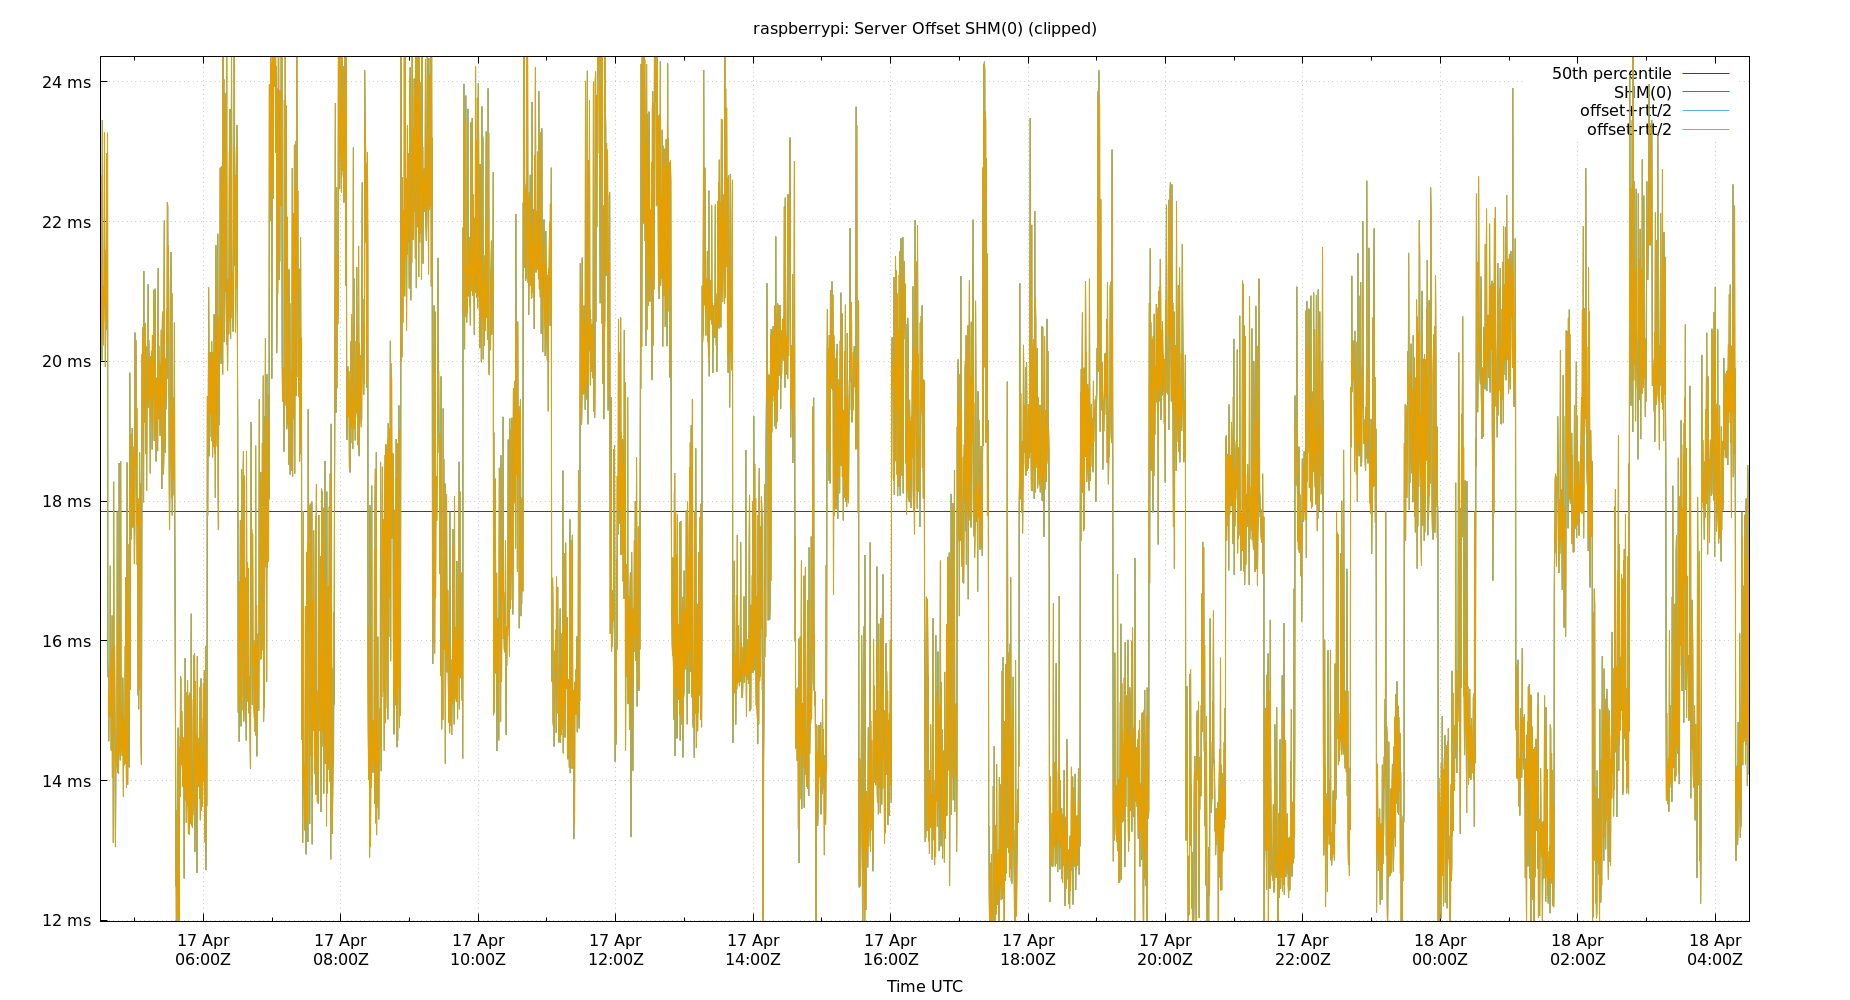 raspberrypi: Server Offset SHM(0) (clipped)
50th percentile
SHM(0)
offset+rtt/2
offset-rtt/2
24 ms
22 ms
20 ms
18 ms
16 ms
14 ms
12 ms
17 Apr 17 Apr 17 Apr 17 Apr 17 Apr 17 Apr 17 Apr 17 Apr 17 Apr 18 Apr 18 Apr 18 Apr
06:00Z 08:00Z 10:00Z 12:00Z 14:00Z 16:00Z 18:00Z 20:00Z 22:00Z 00:00Z 02:00Z 04:00Z
Time UTC